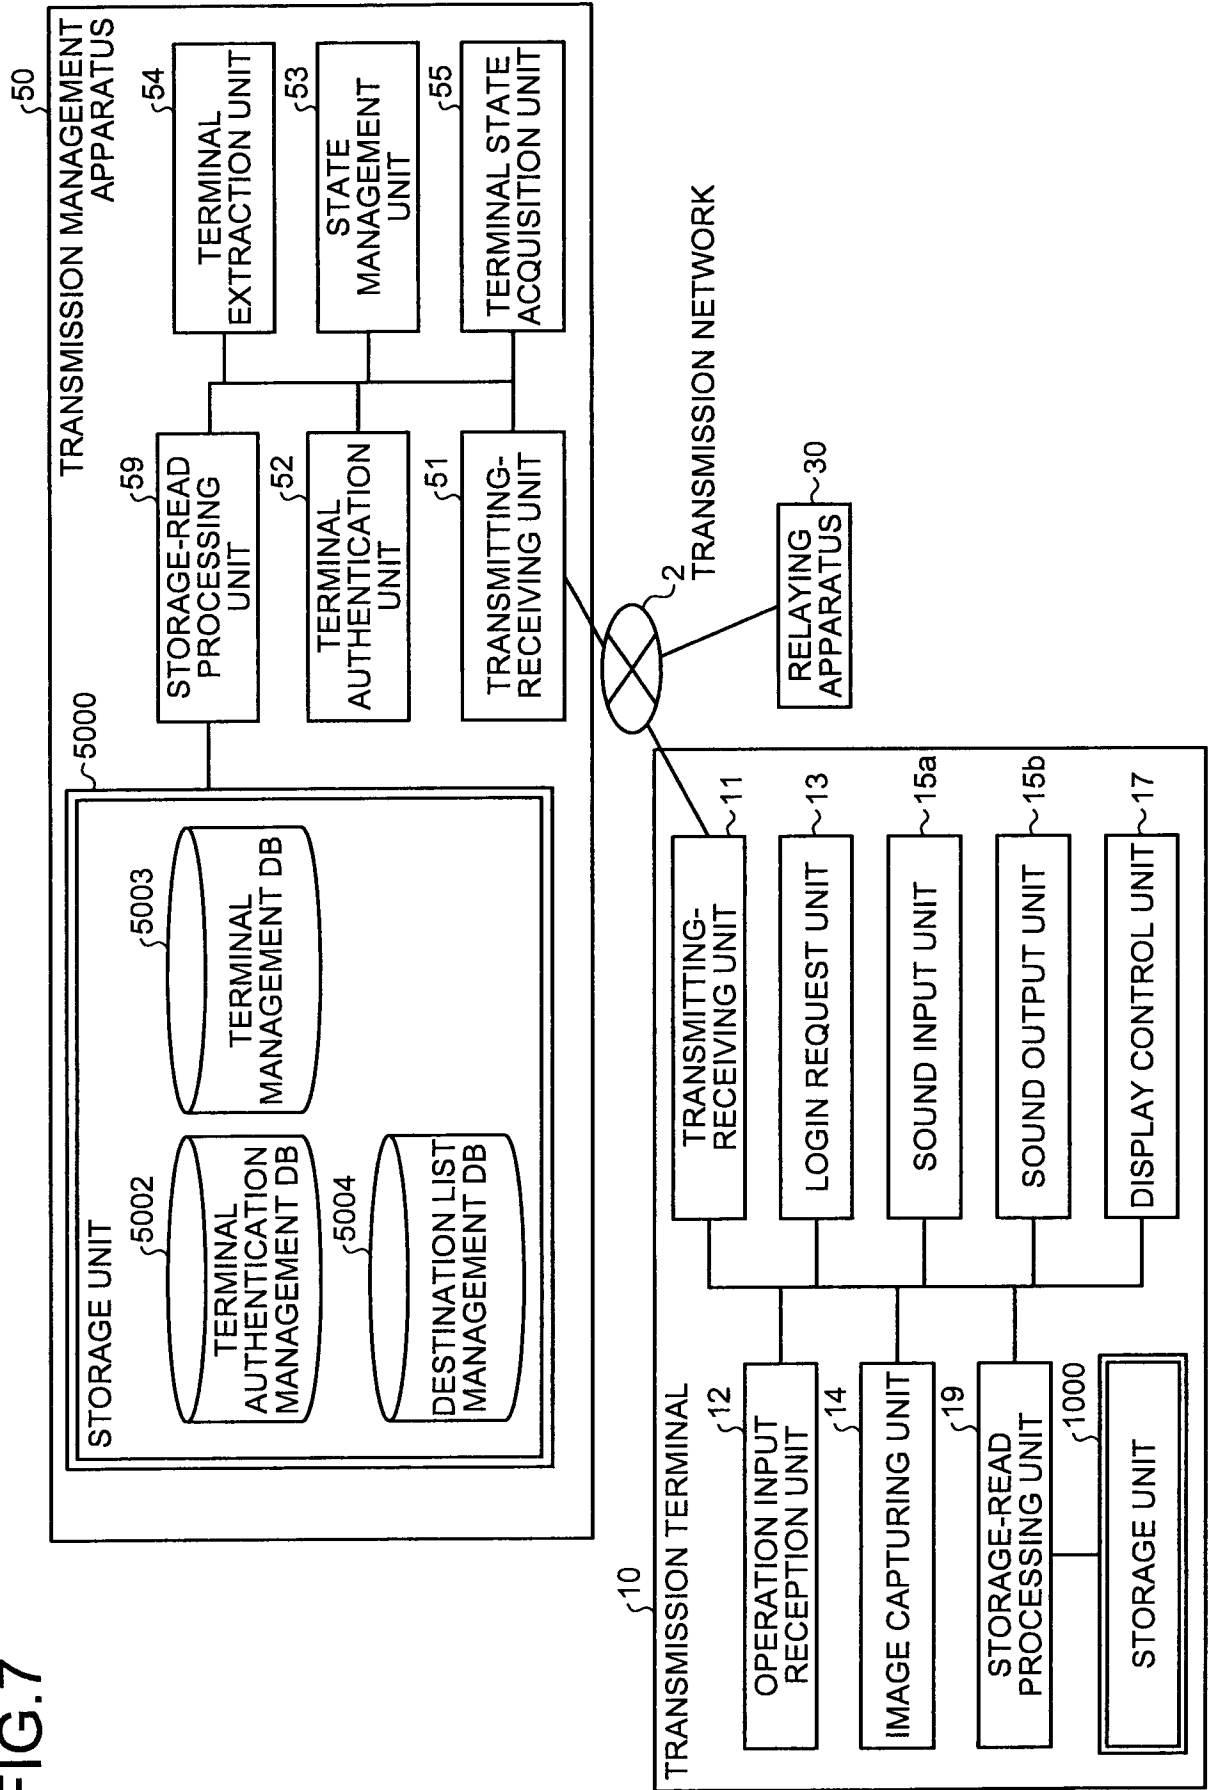 FIG.7
50
TRANSMISSION MANAGEMENT
APPARATUS
5000
STORAGE UNIT
5002
TERMINAL
AUTHENTICATION
MANAGEMENT DB
5003
TERMINAL
MANAGEMENT DB
5004
DESTINATION LIST
MANAGEMENT DB
59
STORAGE-READ
PROCESSING
UNIT
54
TERMINAL
EXTRACTION UNIT
52
TERMINAL
AUTHENTICATION
UNIT
53
STATE
MANAGEMENT
UNIT
51
TRANSMITTING-
RECEIVING UNIT
55
TERMINAL STATE
ACQUISITION UNIT
2
TRANSMISSION NETWORK
30
RELAYING
APPARATUS
10
TRANSMISSION TERMINAL
12
OPERATION INPUT
RECEPTION UNIT
11
TRANSMITTING-
RECEIVING UNIT
13
LOGIN REQUEST UNIT
14
IMAGE CAPTURING UNIT
15a
SOUND INPUT UNIT
19
STORAGE-READ
PROCESSING UNIT
15b
SOUND OUTPUT UNIT
1000
STORAGE UNIT
17
DISPLAY CONTROL UNIT